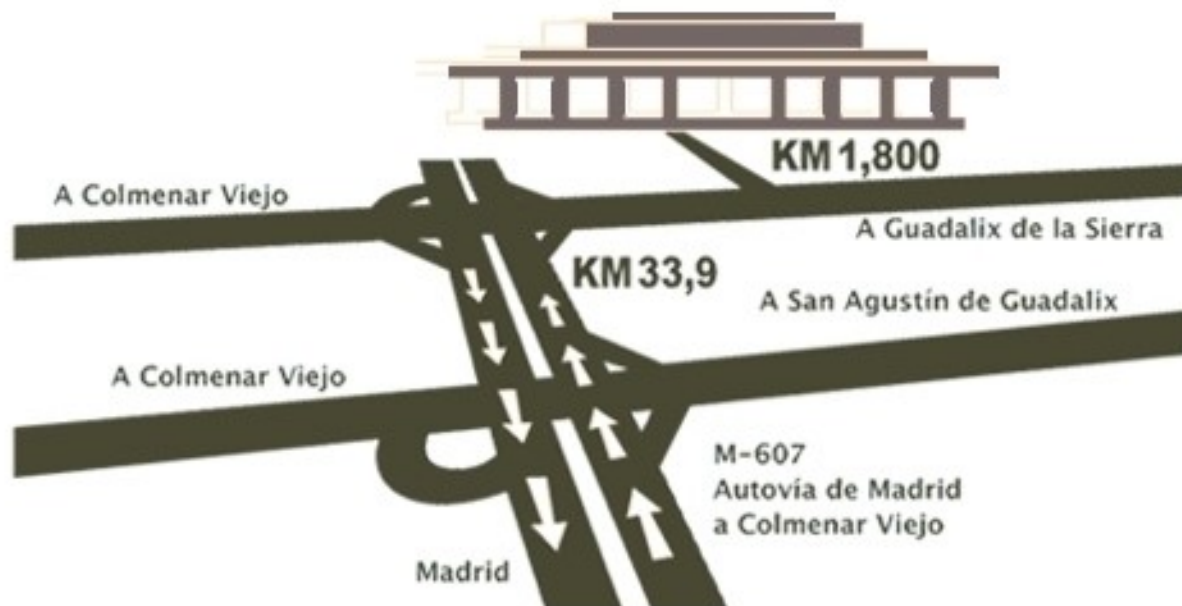 KM 1,800
A Colmenar Viejo
A Guadalix de la Sierra
KM 33,9
A San Agustín de Guadalix
A Colmenar Viejo
M-607
Autovía de Madrid
a Colmenar Viejo
Madrid